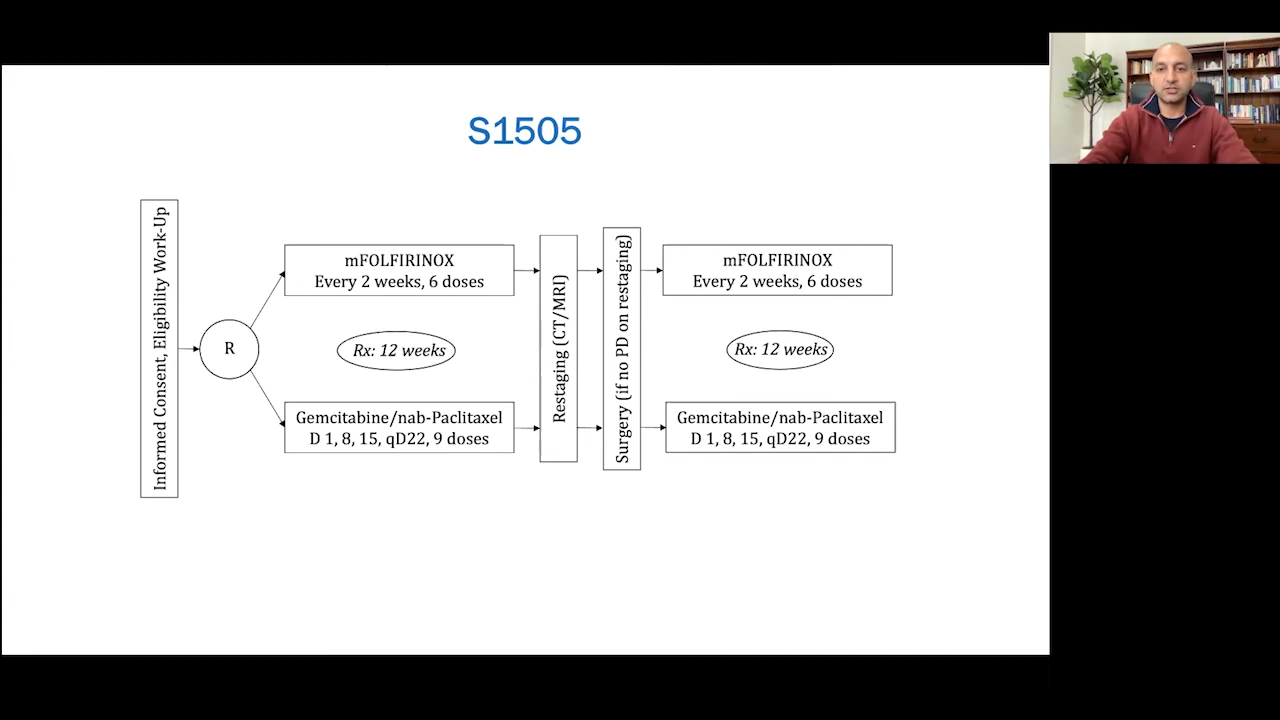 S1505
Informed Consent, Eligibility Work-Up
R
mFOLFIRINOX
Every 2 weeks, 6 doses
Rx: 12 weeks
Gemcitabine/nab-Paclitaxel
D 1, 8, 15, qD22, 9 doses
Restaging (CT/MRI)
Surgery (if no PD on restaging)
mFOLFIRINOX
Every 2 weeks, 6 doses
Rx: 12 weeks
Gemcitabine/nab-Paclitaxel
D 1, 8, 15, qD22, 9 doses